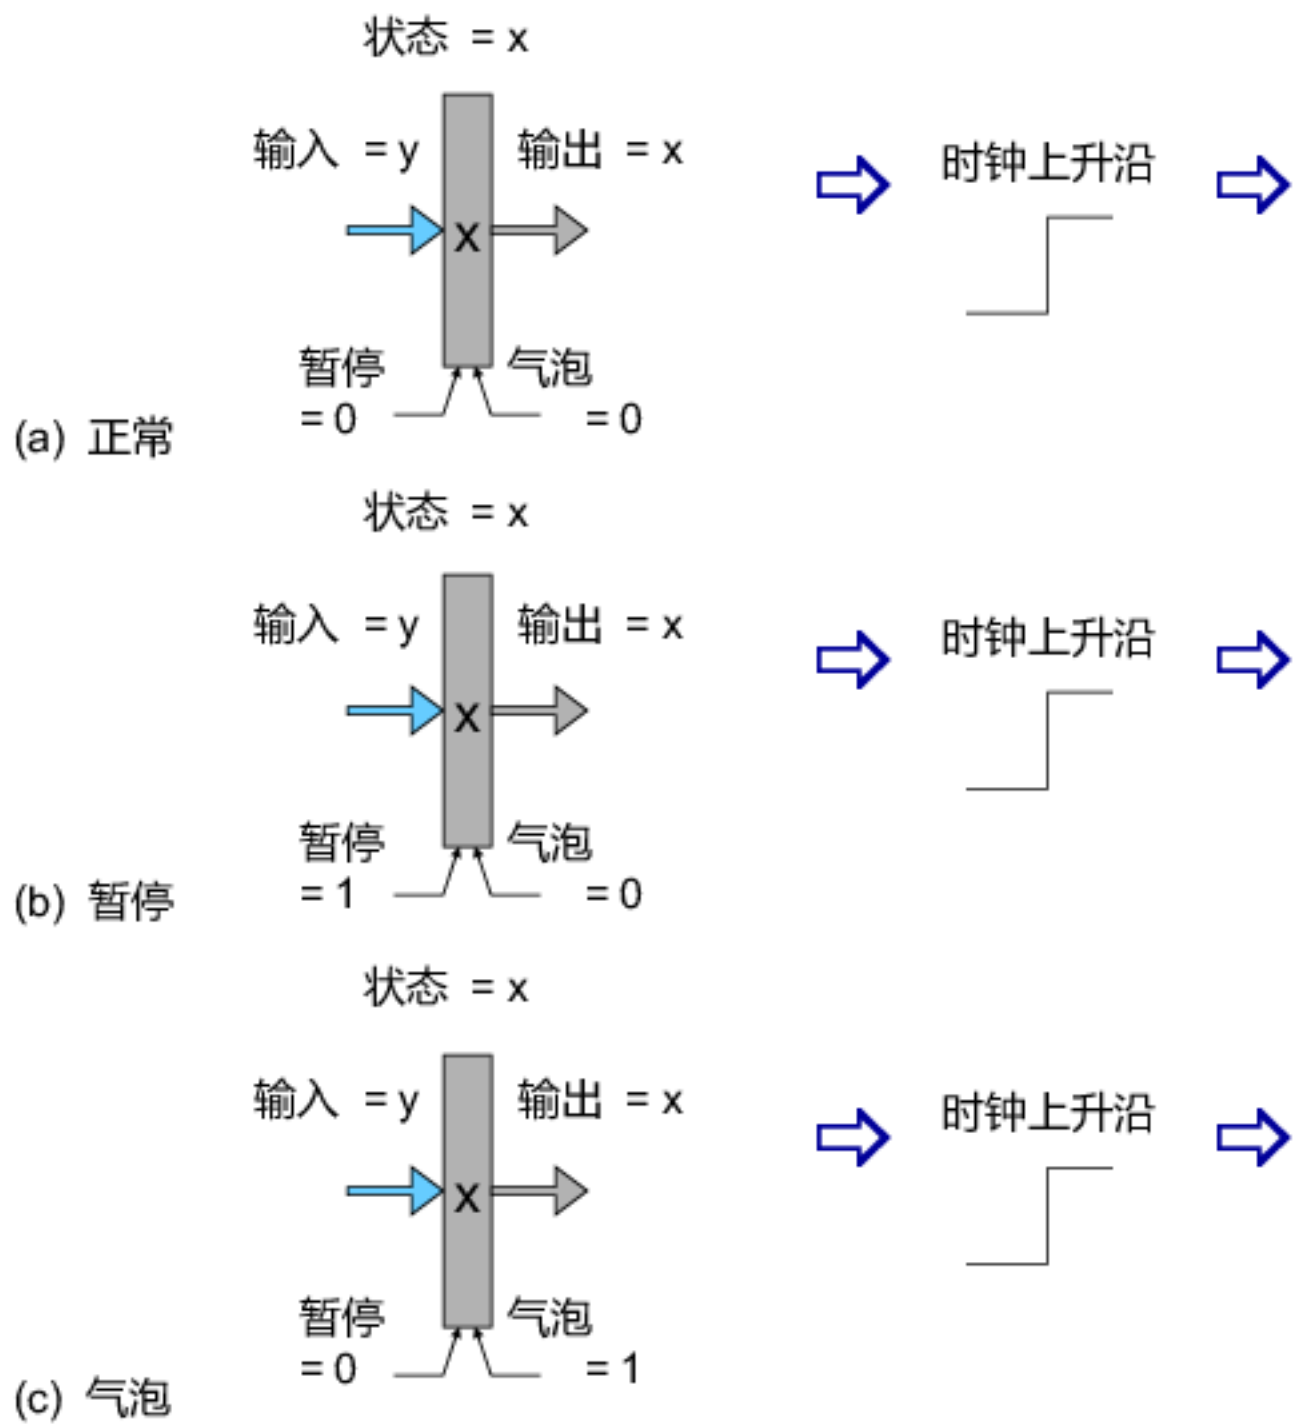 状态 = x
输入 = y 输出 = x
时钟上升沿
X
暂停 气泡
= 0 = 0
(a) 正常
状态 = x
输入 = y 输出 = x
时钟上升沿
X
暂停 气泡
= 1 = 0
(b) 暂停
状态 = x
输入 = y 输出 = x
时钟上升沿
X
暂停 气泡
= 0 = 1
(c) 气泡